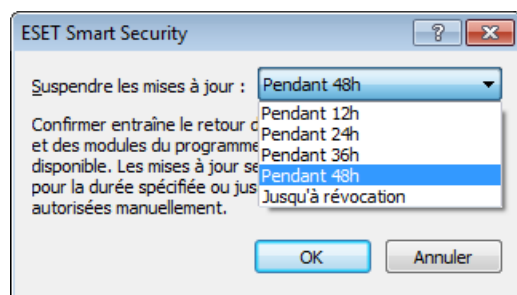 ESET Smart Security
Suspendre les mises à jour : Pendant 48h
Pendant 12h
Pendant 24h
Pendant 36h
Pendant 48h
Jusqu'à révocation
Confirmer entraîne le retour
et des modules du programme
disponible. Les mises à jour
pour la durée spécifiée ou
autorisées manuellement.
OK Annuler